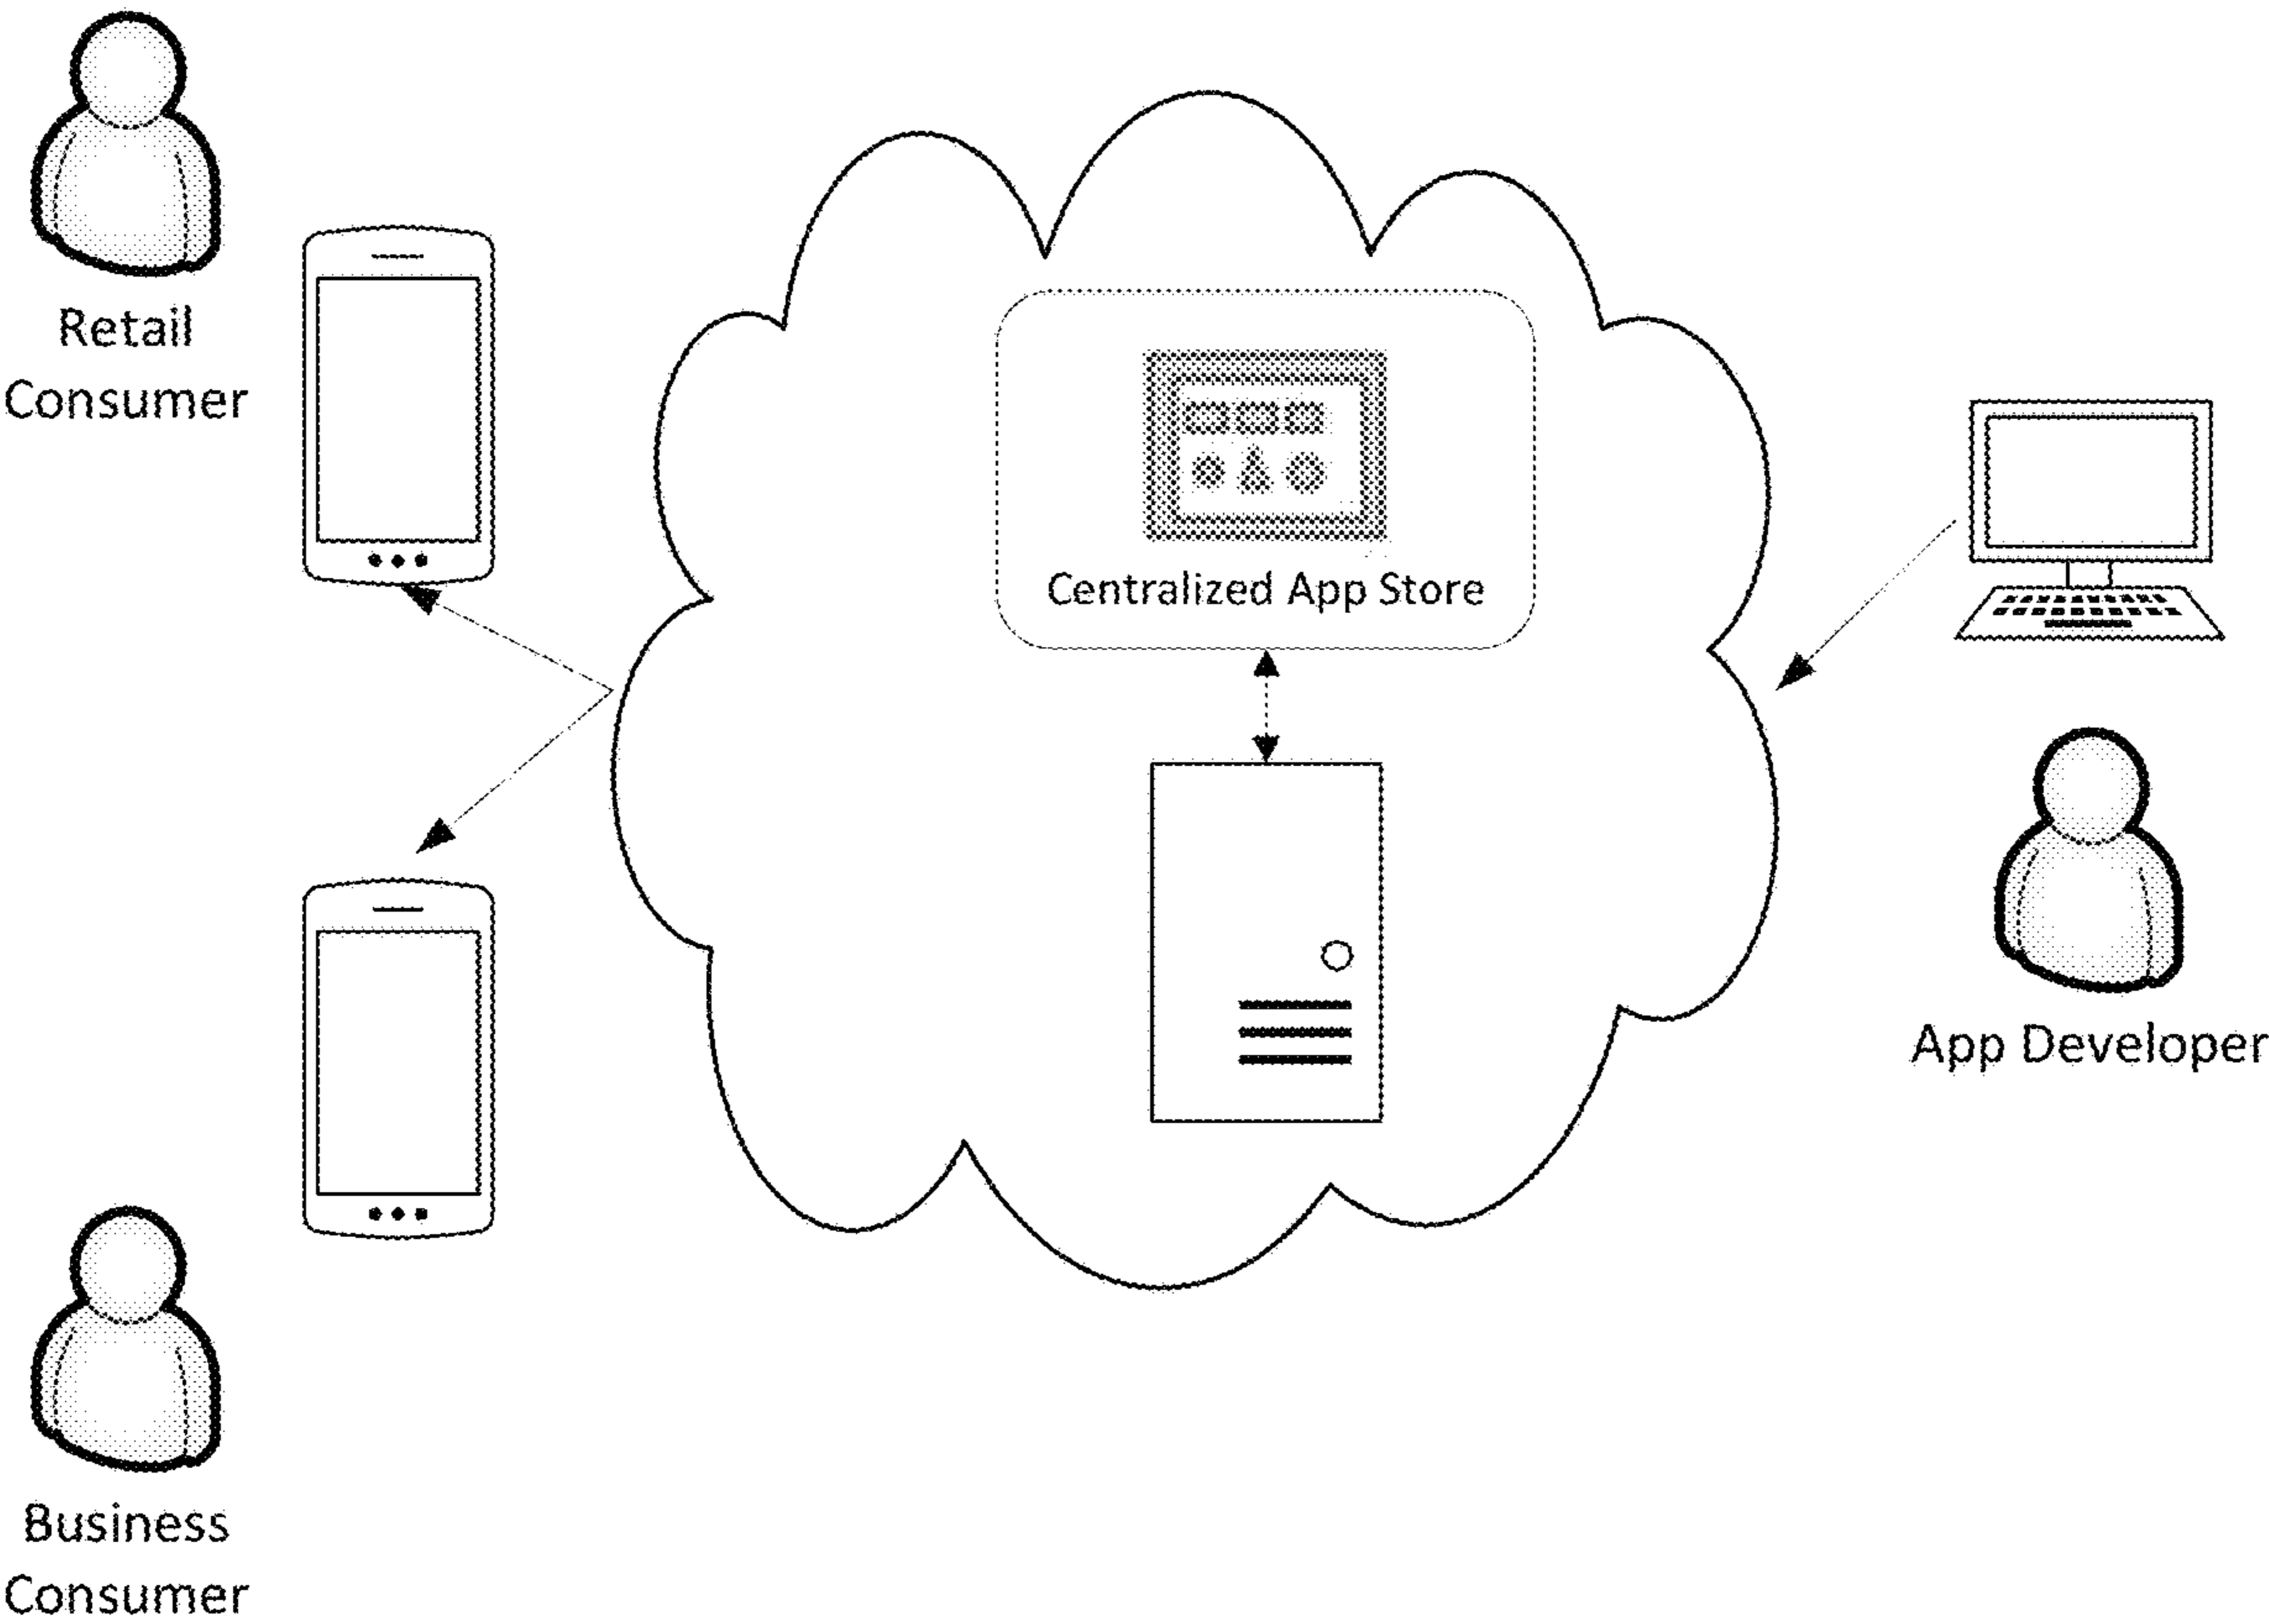 Retail
Consumer
Centralized App Store
App Developer
Business
Consumer